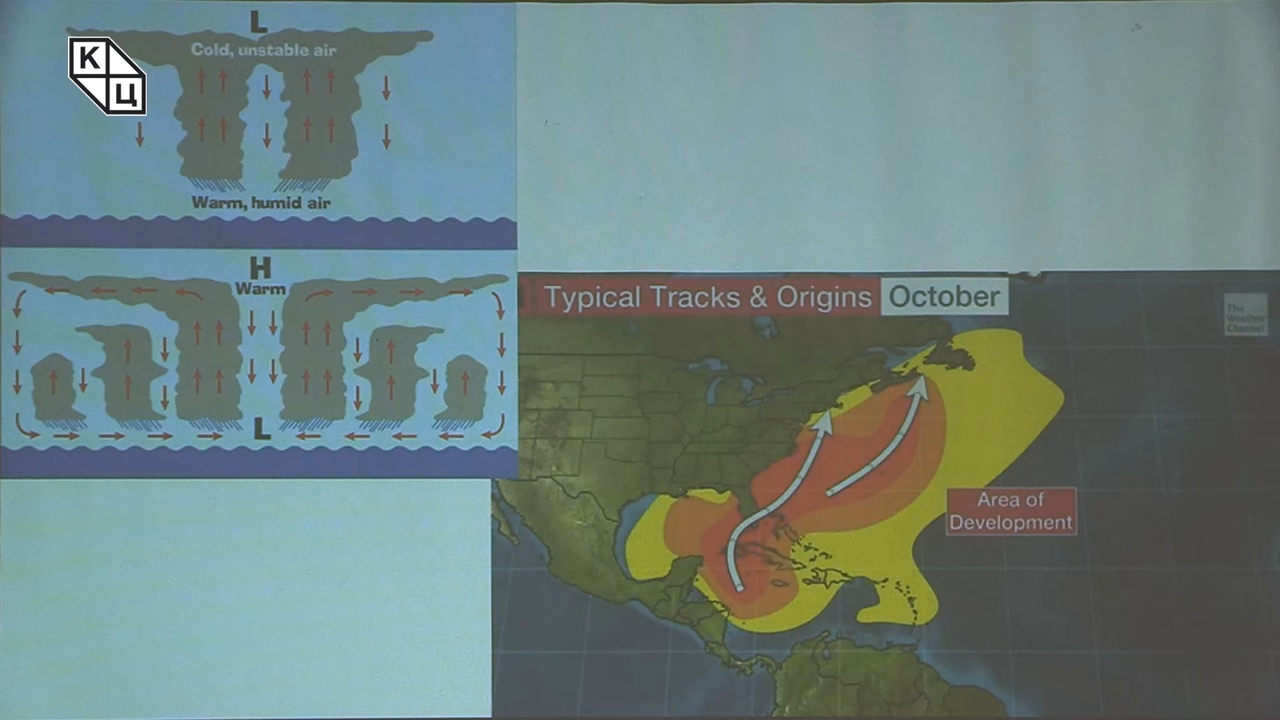 L
Cold, unstable air
К
Ц
Warm, humid air
H
Warm
L
Typical Tracks & Origins October
The
Weather
Channel
Area of
Development